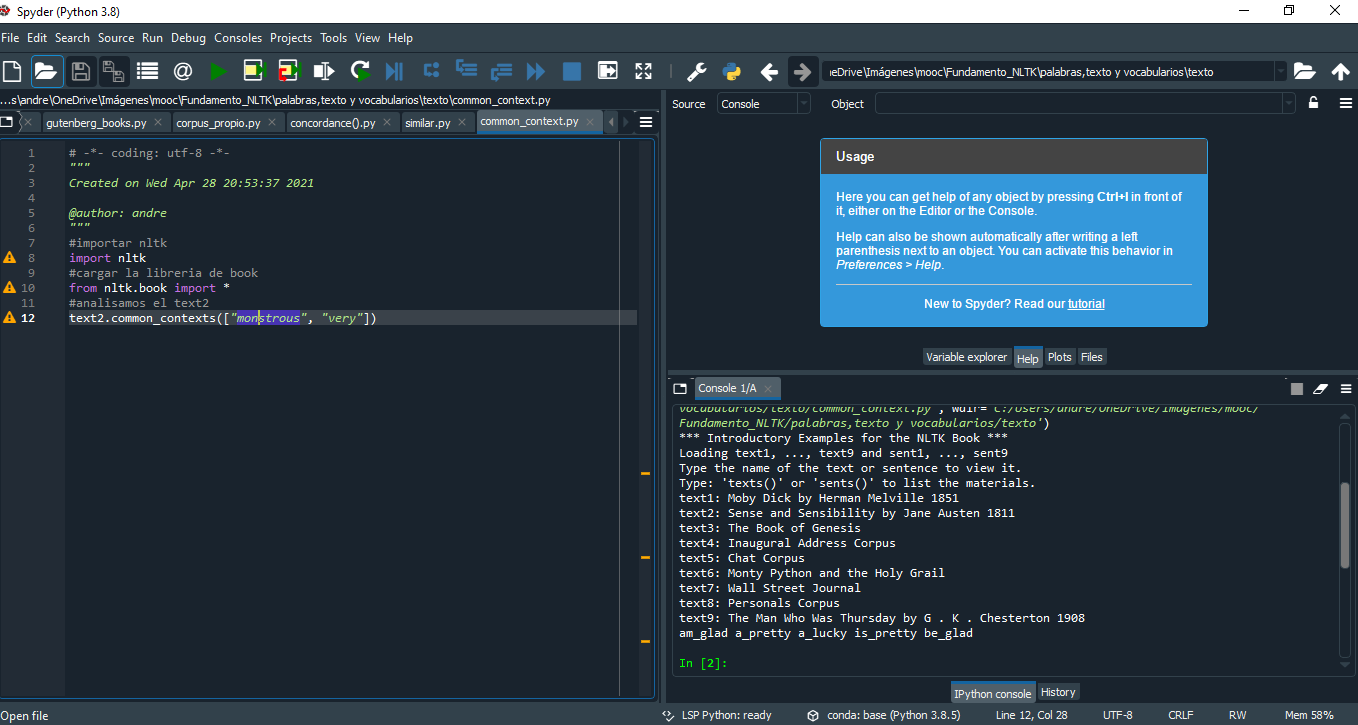 Spyder (Python 3.8)
File Edit Search Source Run Debug Consoles Projects Tools View Help
ıeDrive\Imágenes\mooc\Fundamento_NLTK\palabras,texto y vocabularios\texto
...s\andre\OneDrive\Imágenes\mooc\Fundamento_NLTK\palabras,texto y vocabularios\texto\common_context.py
gutenberg_books.py corpus_propio.py concordance().py similar.py common_context.py
1 # -*- coding: utf-8 -*-
2 """
3 Created on Wed Apr 28 20:53:37 2021
4
5 @author: andre
6 """
7 #importar nltk
8 import nltk
9 #cargar la libreria de book
10 from nltk.book import *
11 #analisamos el text2
12 text2.common_contexts(["monstrous", "very"])
Source Console Object
Usage
Here you can get help of any object by pressing Ctrl+I in front of
it, either on the Editor or the Console.
Help can also be shown automatically after writing a left
parenthesis next to an object. You can activate this behavior in
Preferences > Help.
New to Spyder? Read our tutorial
Variable explorer Help Plots Files
Console 1/A
vocabularios/texto/common_context.py', wdir='C:/Users/andre/OneDrive/Imágenes/mooc/
Fundamento_NLTK/palabras,texto y vocabularios/texto')
*** Introductory Examples for the NLTK Book ***
Loading text1, ..., text9 and sent1, ..., sent9
Type the name of the text or sentence to view it.
Type: 'texts()' or 'sents()' to list the materials.
text1: Moby Dick by Herman Melville 1851
text2: Sense and Sensibility by Jane Austen 1811
text3: The Book of Genesis
text4: Inaugural Address Corpus
text5: Chat Corpus
text6: Monty Python and the Holy Grail
text7: Wall Street Journal
text8: Personals Corpus
text9: The Man Who Was Thursday by G . K . Chesterton 1908
am_glad a_pretty a_lucky is_pretty be_glad
In [2]:
IPython console History
Open file LSP Python: ready conda: base (Python 3.8.5) Line 12, Col 28 UTF-8 CRLF RW Mem 58%